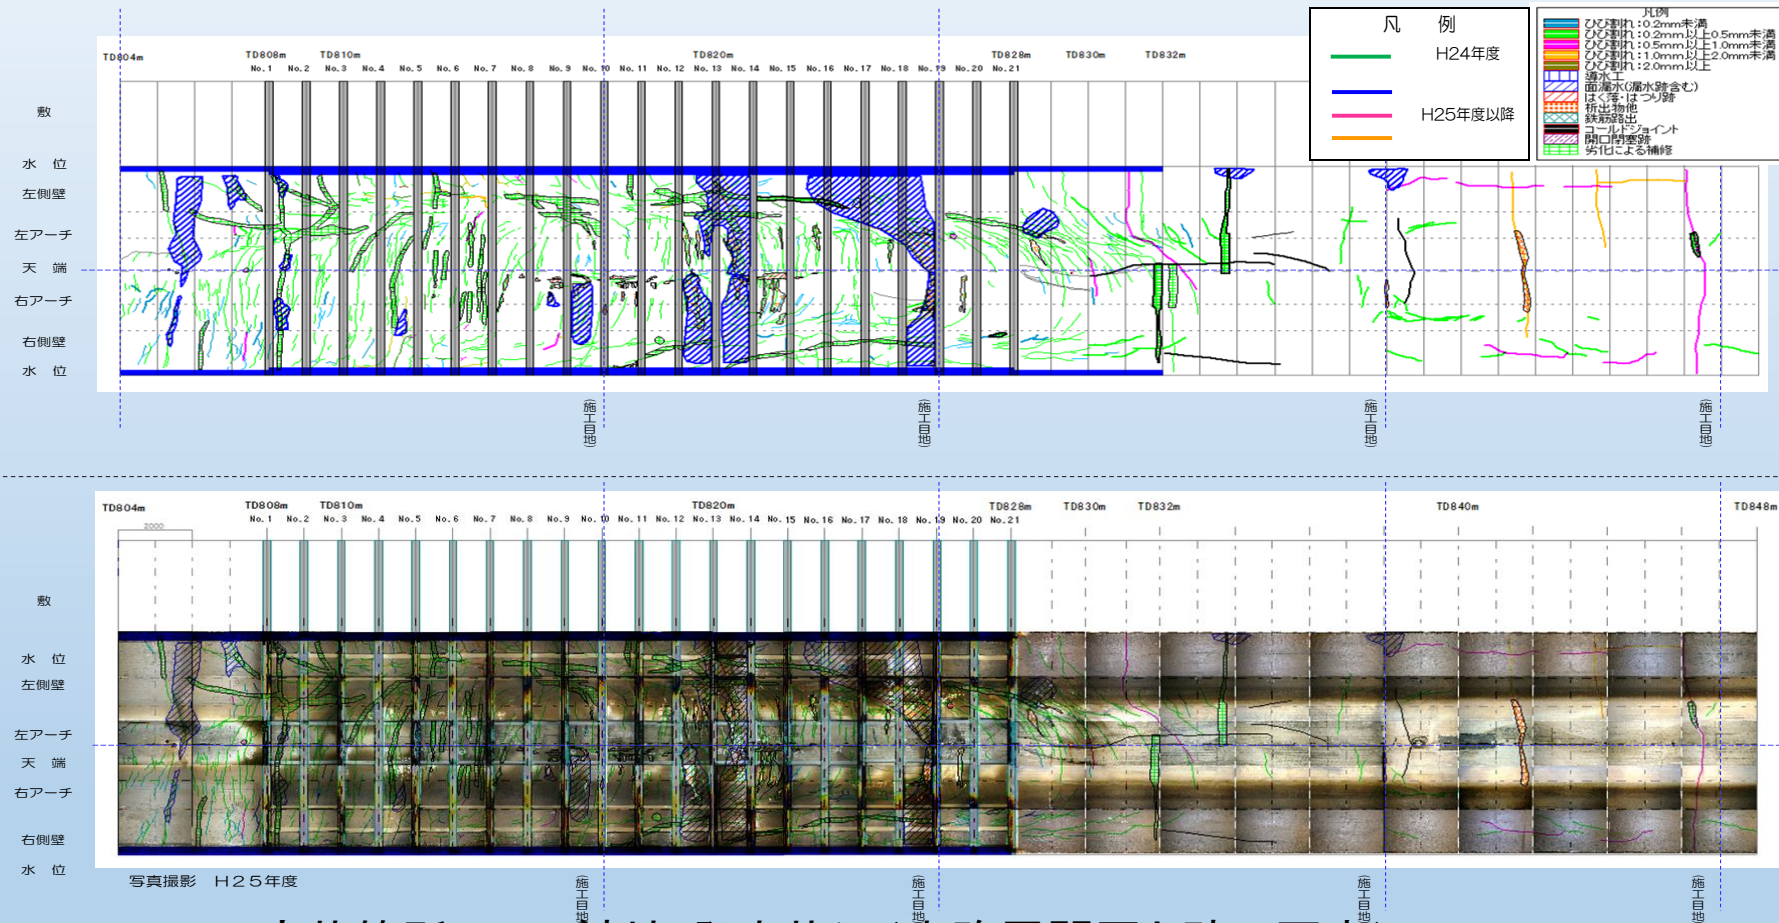 凡　例
H24年度
H25年度以降
凡例
ひび割れ：0.2mm未満
ひび割れ：0.2mm以上0.5mm未満
ひび割れ：0.5mm以上1.0mm未満
ひび割れ：1.0mm以上2.0mm未満
ひび割れ：2.0mm以上
導水工
面漏水(漏水跡含む)
はく落・はつり跡
析出物他
鉄筋露出
コールドジョイント
開口閉塞跡
劣化による補修
TD804m TD808m TD810m TD820m TD828m TD830m TD832m
No.1 No.2 No.3 No.4 No.5 No.6 No.7 No.8 No.9 No.10 No.11 No.12 No.13 No.14 No.15 No.16 No.17 No.18 No.19 No.20 No.21
敷
水　位
左側壁
左アーチ
天　端
右アーチ
右側壁
水　位
(施工目地) (施工目地) (施工目地) (施工目地)
TD804m TD808m TD810m TD820m TD828m TD830m TD832m TD840m TD848m
No.1 No.2 No.3 No.4 No.5 No.6 No.7 No.8 No.9 No.10 No.11 No.12 No.13 No.14 No.15 No.16 No.17 No.18 No.19 No.20 No.21
2000
敷
水　位
左側壁
左アーチ
天　端
右アーチ
右側壁
水　位
写真撮影　H25年度
(施工目地 (施工目地 (施工目地 (施工目地